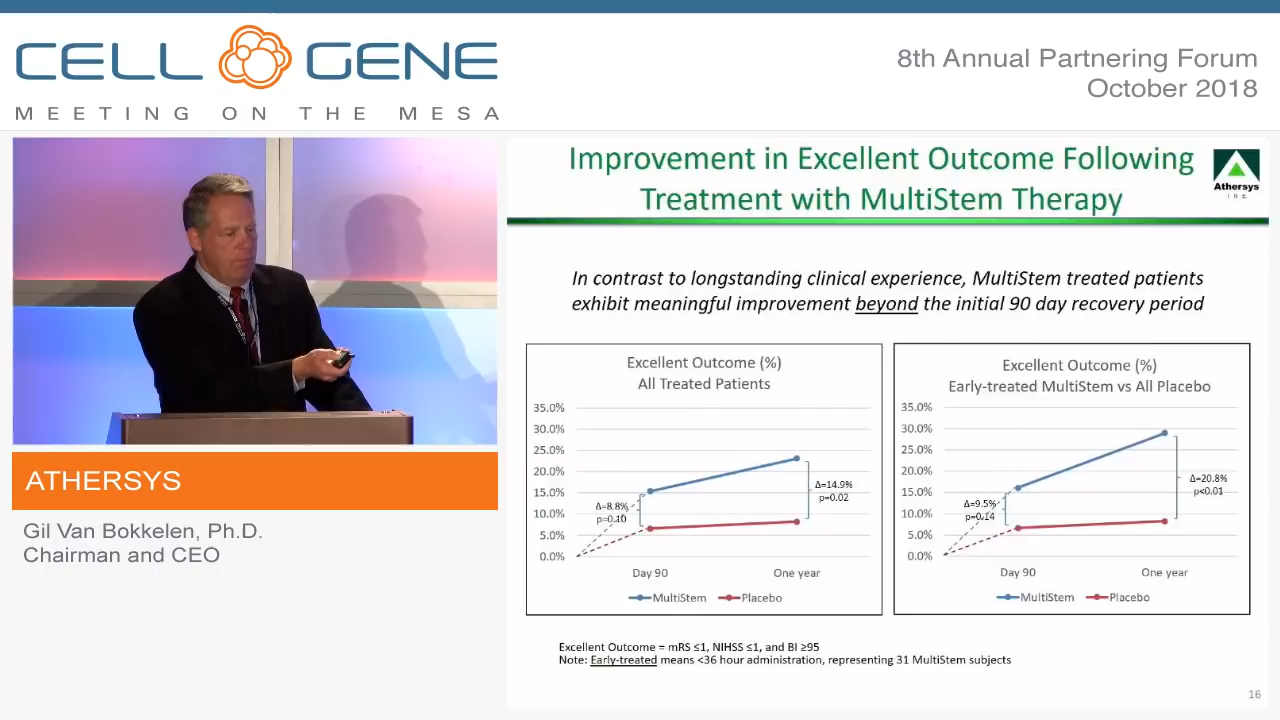 CELL GENE
MEETING ON THE MESA
8th Annual Partnering Forum
October 2018
ATHERSYS
Gil Van Bokkelen, Ph.D.
Chairman and CEO
Improvement in Excellent Outcome Following
Treatment with MultiStem Therapy
Athersys
Inc.
In contrast to longstanding clinical experience, MultiStem treated patients
exhibit meaningful improvement beyond the initial 90 day recovery period
Excellent Outcome (%)
All Treated Patients
35.0%
30.0%
25.0%
20.0%
15.0%
10.0%
5.0%
0.0%
Δ=8.8%
p=0.10
Δ=14.9%
p=0.02
Day 90
One year
MultiStem
Placebo
Excellent Outcome (%)
Early-treated MultiStem vs All Placebo
35.0%
30.0%
25.0%
20.0%
15.0%
10.0%
5.0%
0.0%
Δ=9.5%
p=0.14
Δ=20.8%
p<0.01
Day 90
One year
MultiStem
Placebo
Excellent Outcome = mRS ≤1, NIHSS ≤1, and BI ≥95
Note: Early-treated means <36 hour administration, representing 31 MultiStem subjects
16